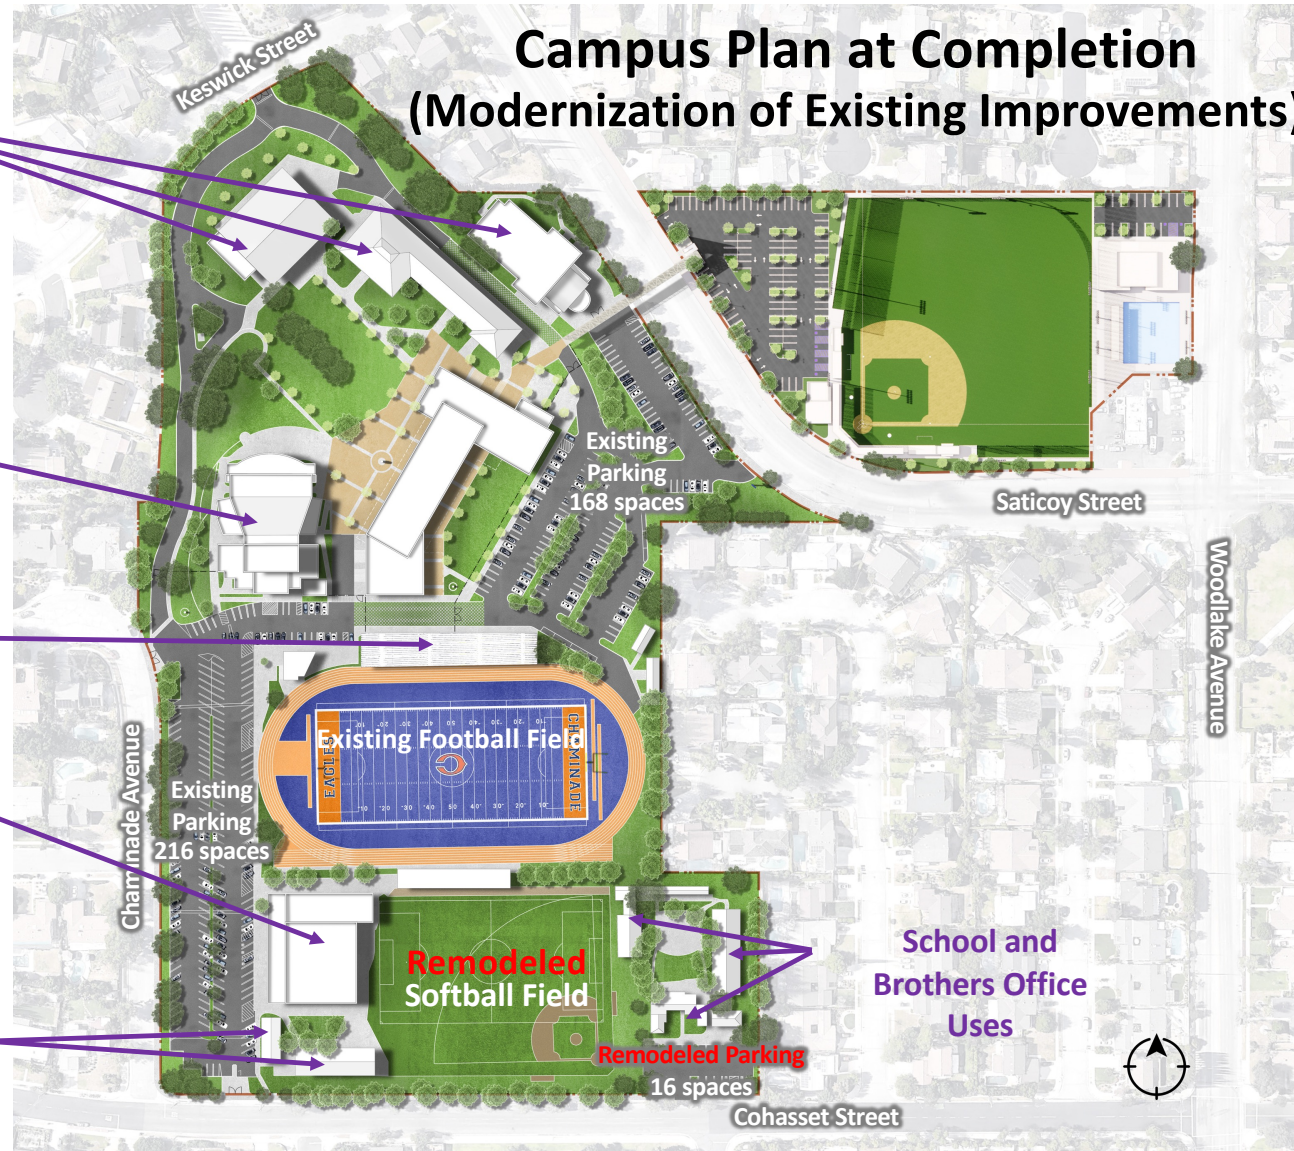 Campus Plan at Completion
(Modernization of Existing Improvements)
Keswick Street
Existing
Parking
168 spaces
Saticoy Street
Woodlake Avenue
Existing Football Field
EAGLES
CHAMINADE
C
Chaminade Avenue
Existing
Parking
216 spaces
Remodeled
Softball Field
School and
Brothers Office
Uses
Remodeled Parking
16 spaces
Cohasset Street